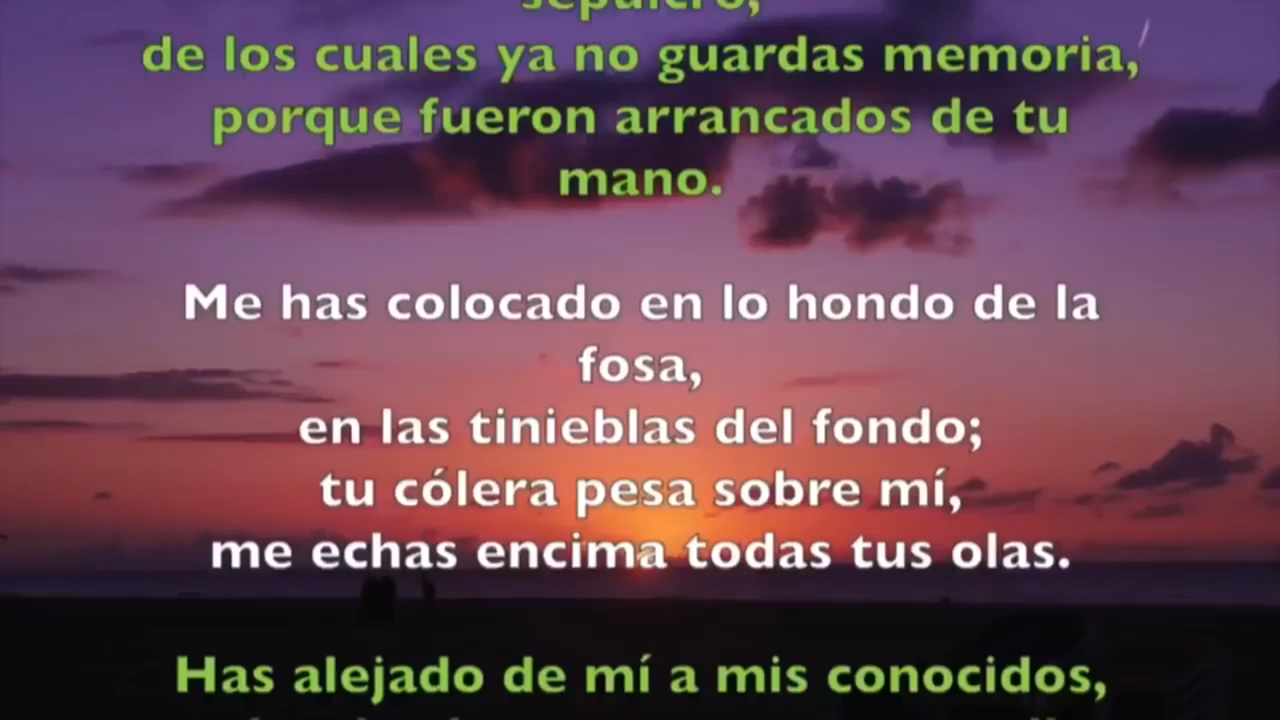 sepulcro,
de los cuales ya no guardas memoria,
porque fueron arrancados de tu
mano.
Me has colocado en lo hondo de la
fosa,
en las tinieblas del fondo;
tu cólera pesa sobre mí,
me echas encima todas tus olas.
Has alejado de mí a mis conocidos,